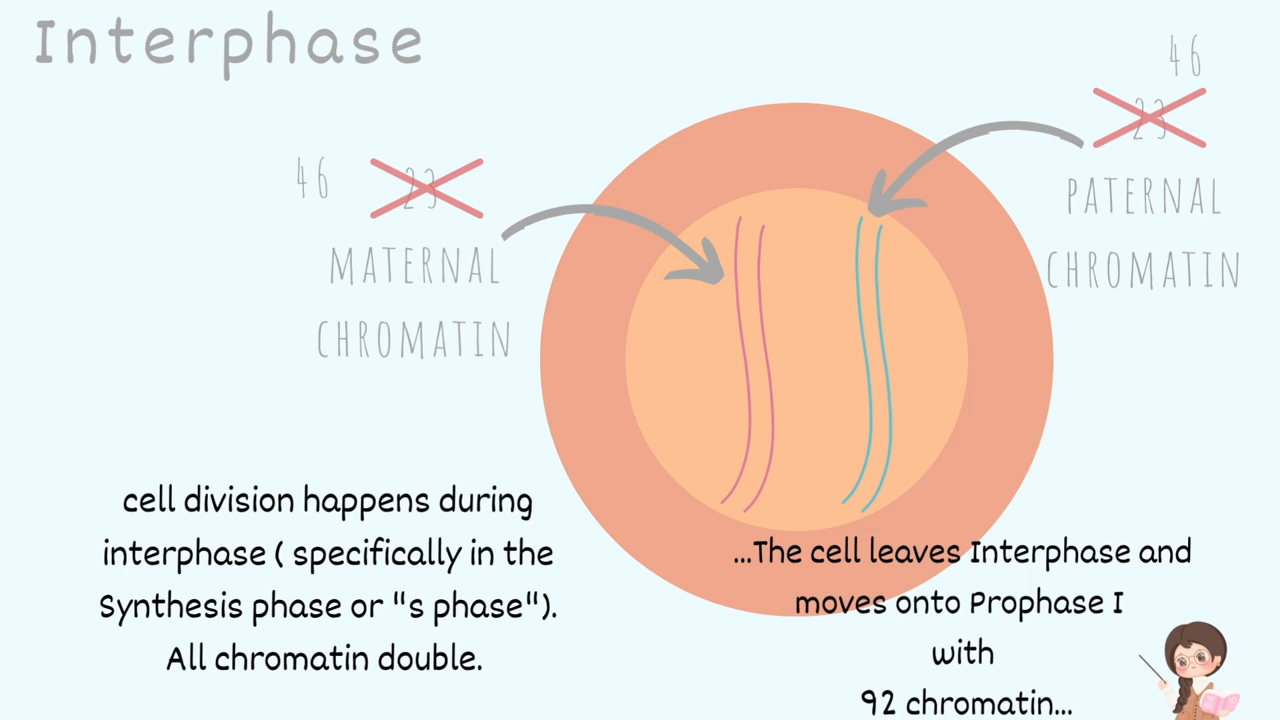 Interphase
46
23
PATERNAL
CHROMATIN
46 23
MATERNAL
CHROMATIN
cell division happens during
interphase ( specifically in the
Synthesis phase or "s phase").
All chromatin double.
...The cell leaves Interphase and
moves onto Prophase I
with
92 chromatin...